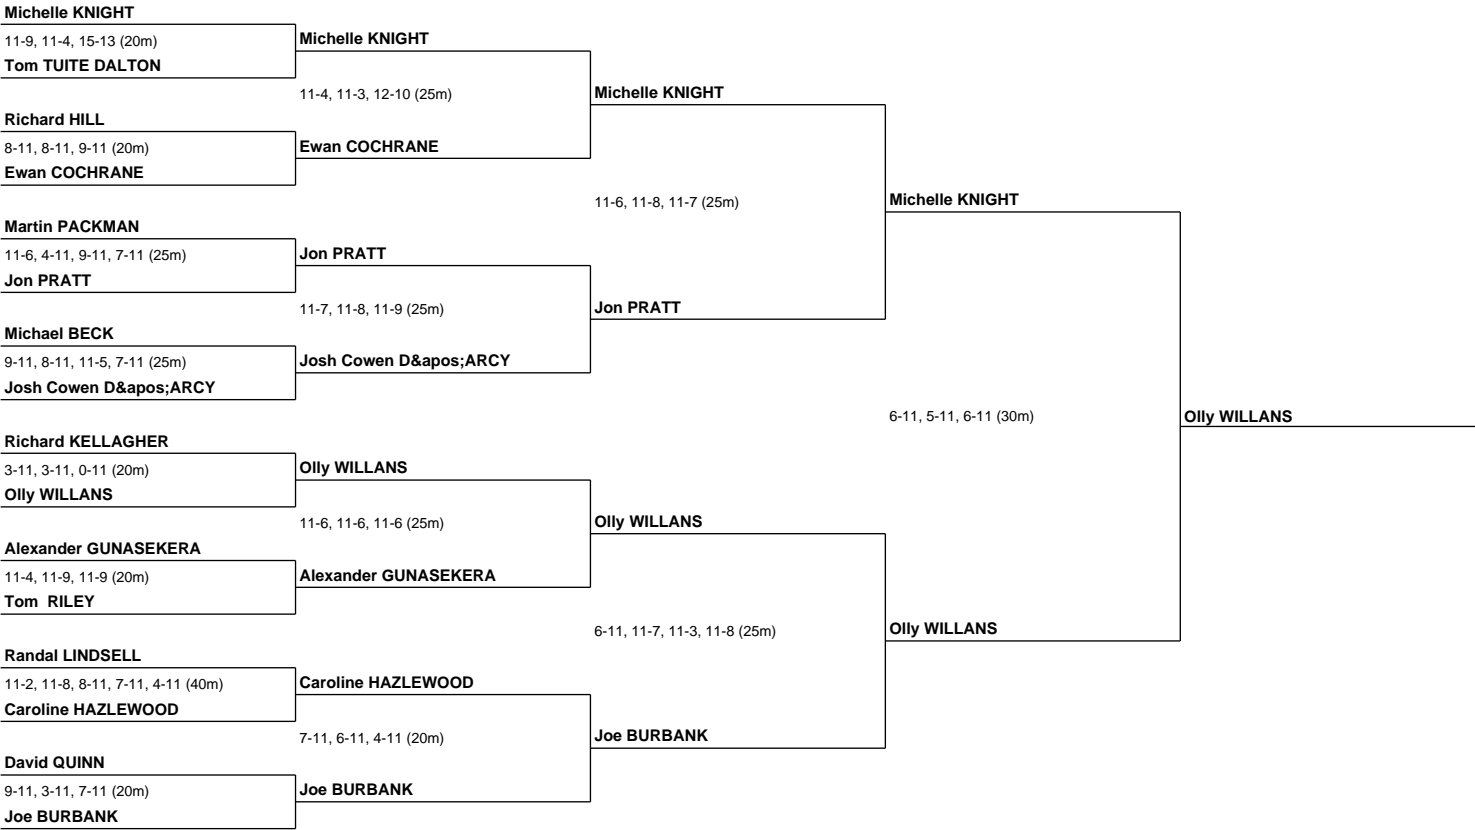 Michelle KNIGHT
11-9, 11-4, 15-13 (20m)
Tom TUITE DALTON
Richard HILL
8-11, 8-11, 9-11 (20m)
Ewan COCHRANE
Martin PACKMAN
11-6, 4-11, 9-11, 7-11 (25m)
Jon PRATT
Michael BECK
9-11, 8-11, 11-5, 7-11 (25m)
Josh Cowen D&apos;ARCY
Richard KELLAGHER
3-11, 3-11, 0-11 (20m)
Olly WILLANS
Alexander GUNASEKERA
11-4, 11-9, 11-9 (20m)
Tom  RILEY
Randal LINDSELL
11-2, 11-8, 8-11, 7-11, 4-11 (40m)
Caroline HAZLEWOOD
David QUINN
9-11, 3-11, 7-11 (20m)
Joe BURBANK
Michelle KNIGHT
11-4, 11-3, 12-10 (25m)
Ewan COCHRANE
Jon PRATT
11-7, 11-8, 11-9 (25m)
Josh Cowen D&apos;ARCY
Olly WILLANS
11-6, 11-6, 11-6 (25m)
Alexander GUNASEKERA
Caroline HAZLEWOOD
7-11, 6-11, 4-11 (20m)
Joe BURBANK
Michelle KNIGHT
11-6, 11-8, 11-7 (25m)
Jon PRATT
Olly WILLANS
6-11, 11-7, 11-3, 11-8 (25m)
Joe BURBANK
Michelle KNIGHT
6-11, 5-11, 6-11 (30m)
Olly WILLANS
Olly WILLANS